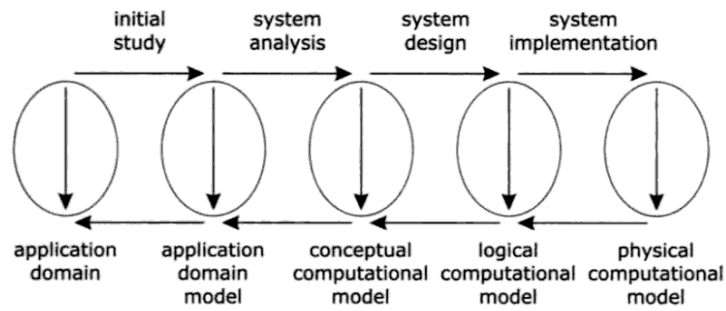 initial
study
system
analysis
system
design
system
implementation
application
domain
application
domain
model
conceptual
computational
model
logical
computational
model
physical
computational
model